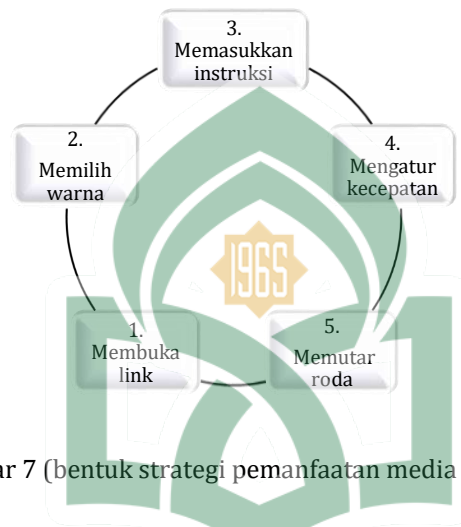 3.
Memasukkan
instruksi
2.
Memilih
warna
4.
Mengatur
kecepatan
1965
1.
Membuka
link
5.
Memutar
roda
ar 7 (bentuk strategi pemanfaatan media